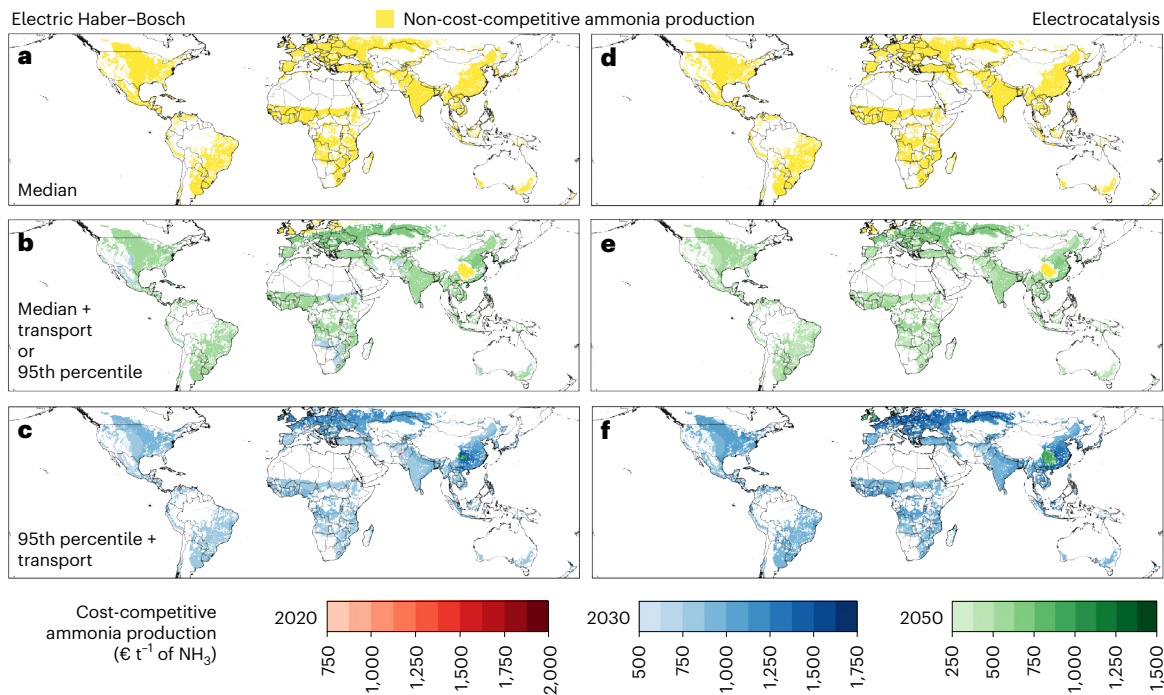 Electric Haber–Bosch
Non-cost-competitive ammonia production
Electrocatalysis
a
d
Median
b
e
Median +
transport
or
95th percentile
c
f
95th percentile +
transport
Cost-competitive
ammonia production
(€ t⁻¹ of NH₃)
2020
750
1,000
1,250
1,500
1,750
2,000
2030
500
750
1,000
1,250
1,500
1,750
2050
250
500
750
1,000
1,250
1,500